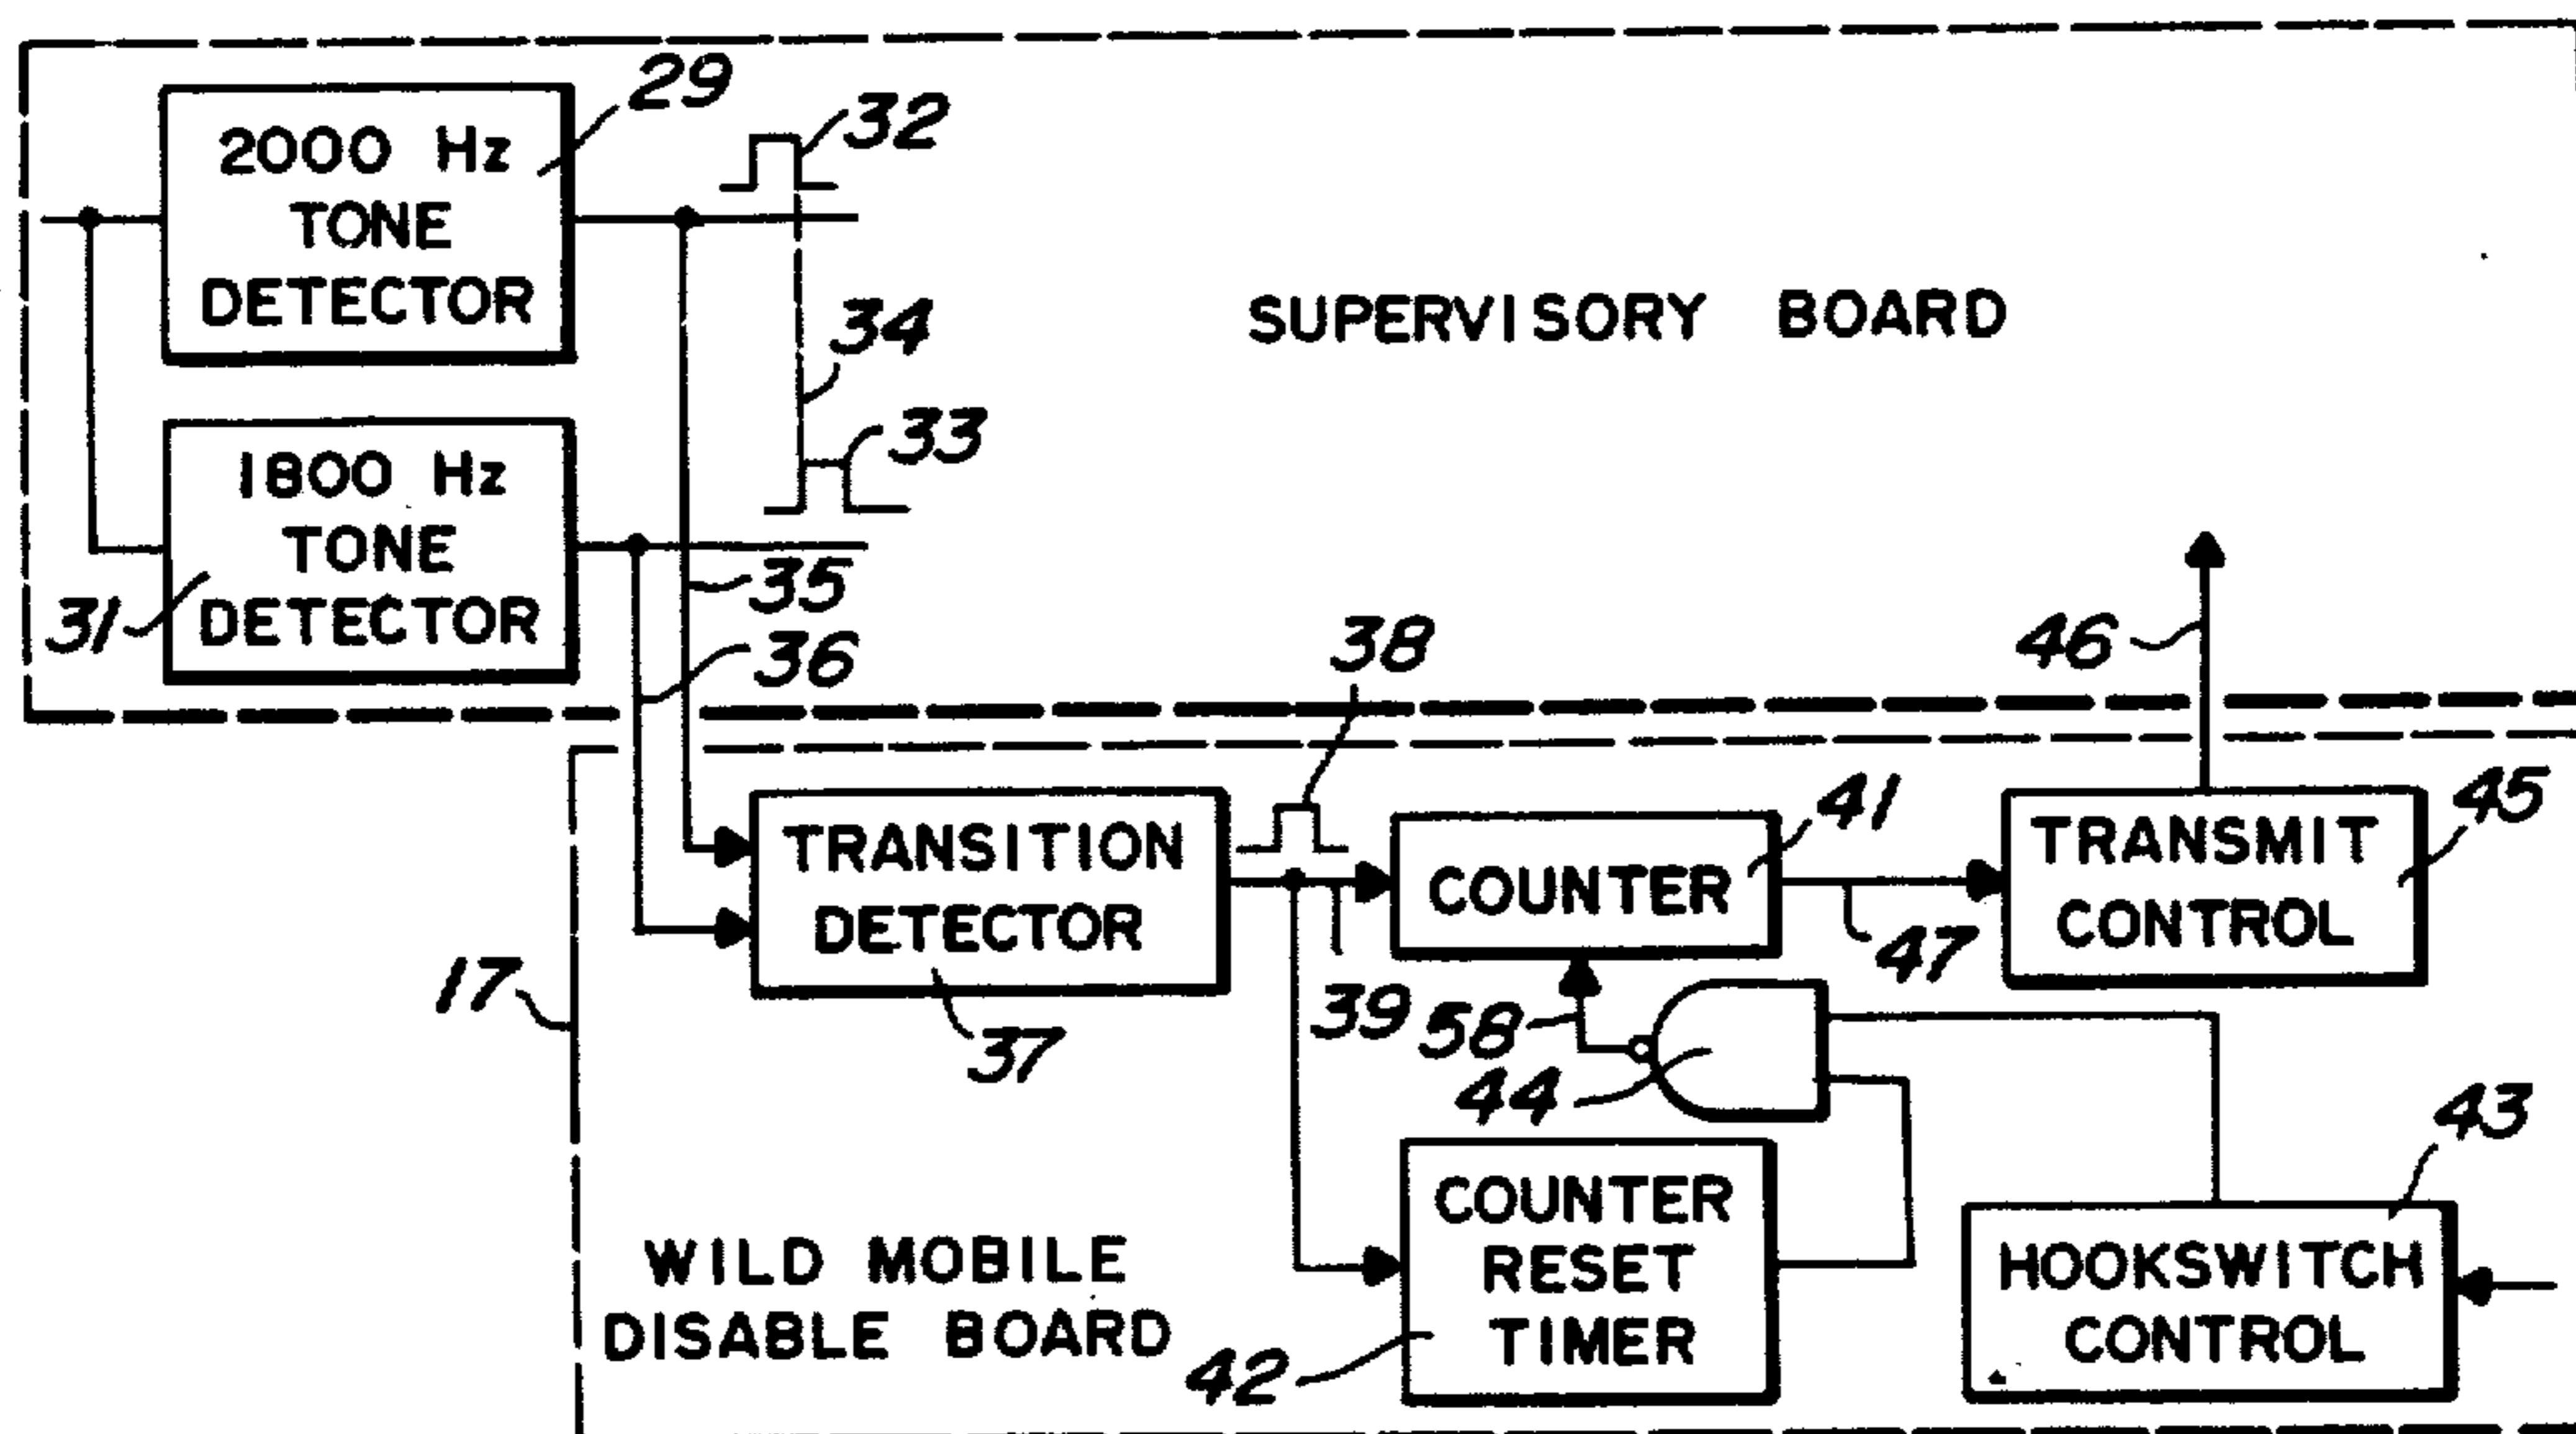 29
2000 Hz
TONE
DETECTOR
32
34
33
SUPERVISORY BOARD
1800 Hz
TONE
DETECTOR
31
35
36
38
46
TRANSITION
DETECTOR
37
COUNTER
41
TRANSMIT
CONTROL
45
47
17
39
58
44
43
COUNTER
RESET
TIMER
42
HOOKSWITCH
CONTROL
WILD MOBILE
DISABLE BOARD